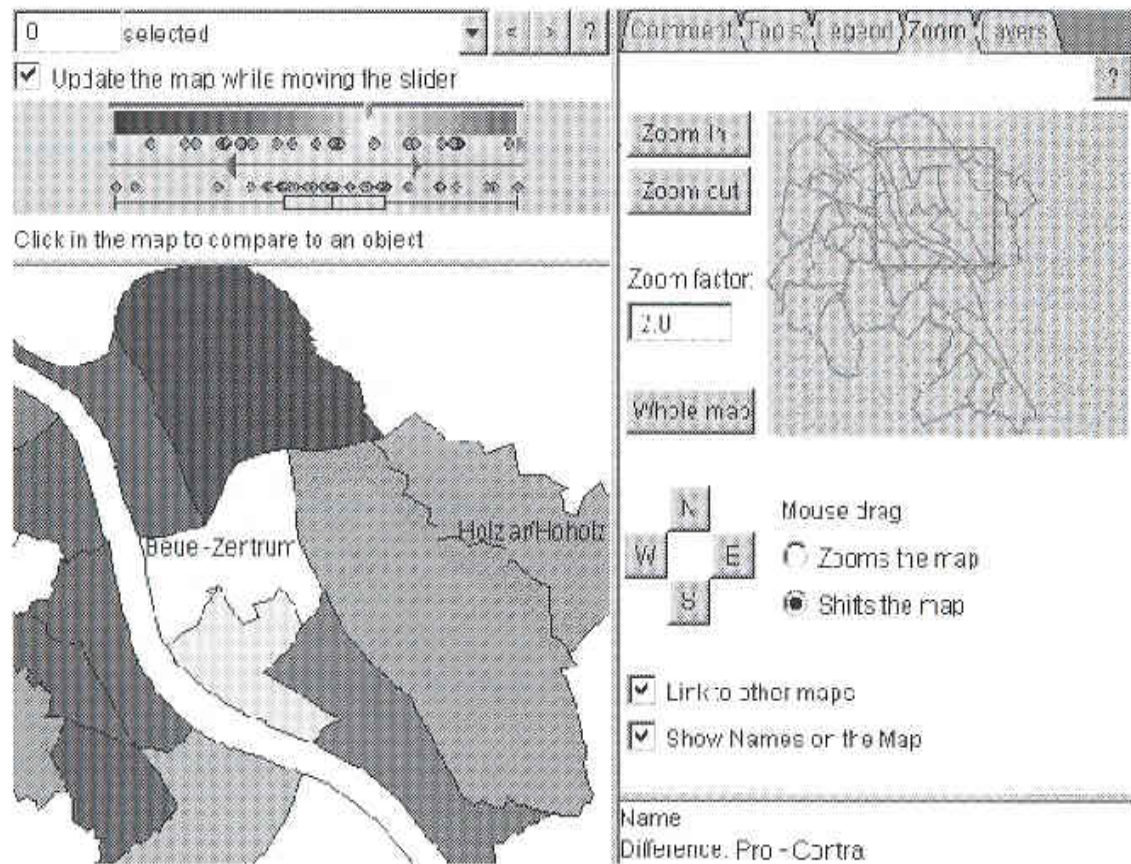 0 selected « » ?
Update the map while moving the slider
Click in the map to compare to an object
Beue-Zentrum
Holzlar/Hoholz
Comment Tools Legend Zoom Layers
?
Zoom in
Zoom out
Zoom factor:
2.0
Whole map
N
W E
S
Mouse drag
Zooms the map
Shifts the map
Link to other maps
Show Names on the Map
Name
Difference: Pro - Contra